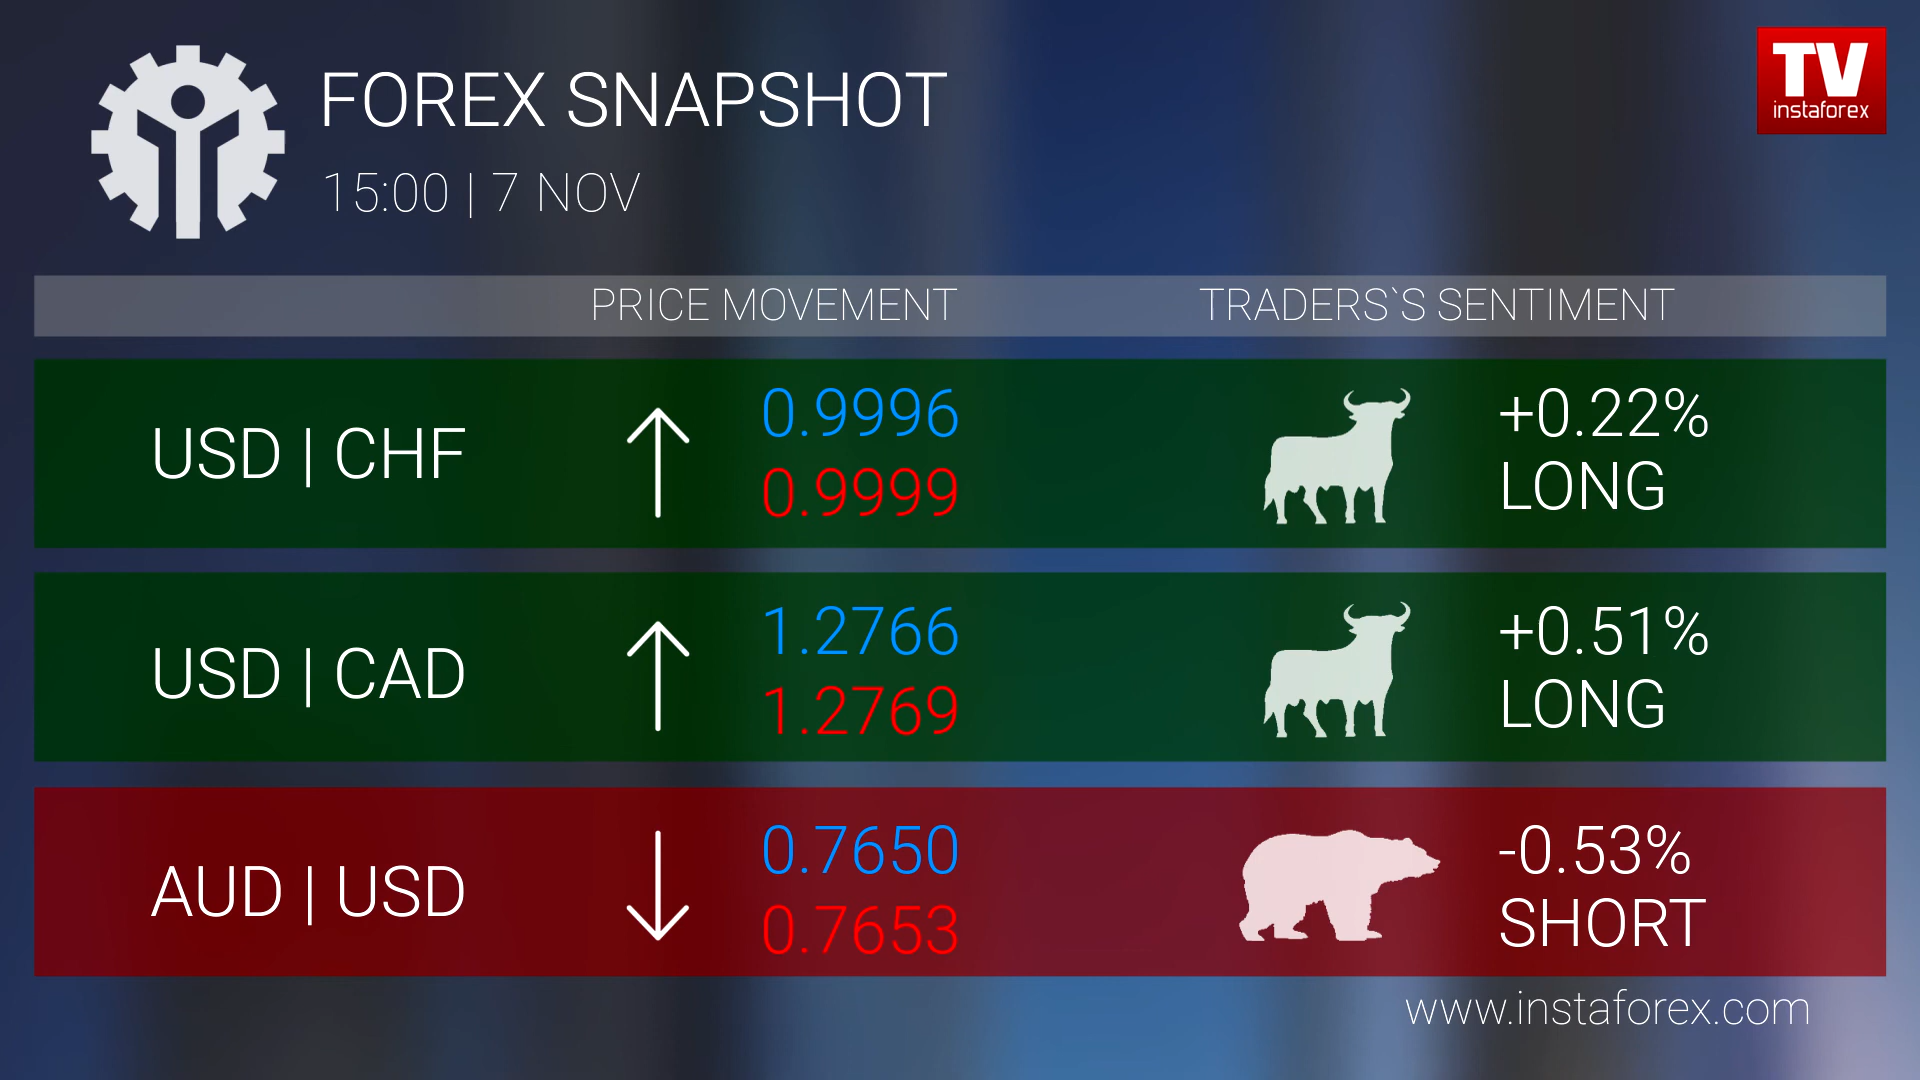 FOREX SNAPSHOT
TV
instaforex
15:00 | 7 NOV
PRICE MOVEMENT
TRADERS`S SENTIMENT
USD | CHF
0.9996
0.9999
+0.22%
LONG
USD | CAD
1.2766
1.2769
+0.51%
LONG
AUD | USD
0.7650
0.7653
-0.53%
SHORT
www.instaforex.com